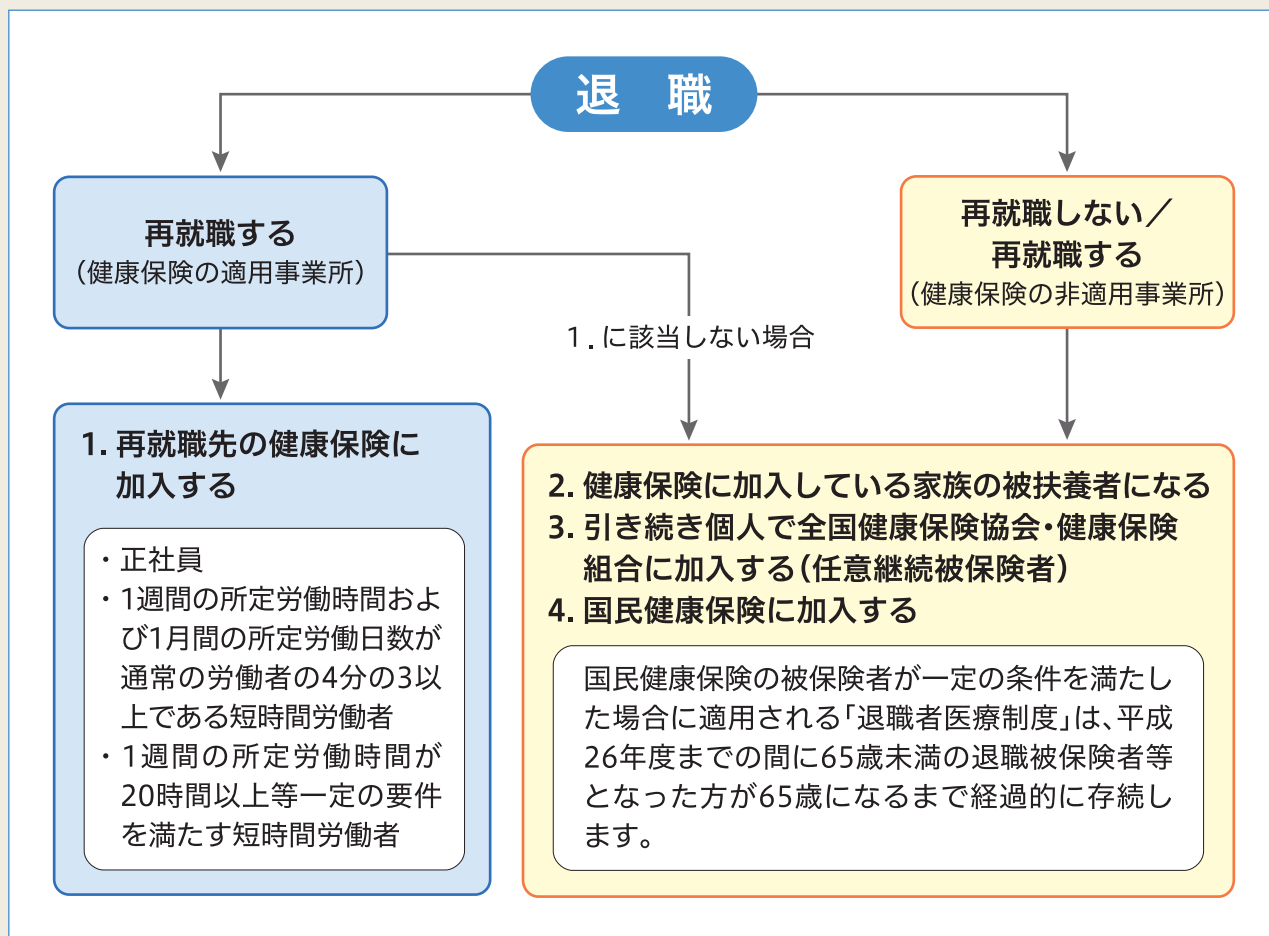 退　職
再就職する
（健康保険の適用事業所）
再就職しない／
再就職する
（健康保険の非適用事業所）
1．に該当しない場合
1. 再就職先の健康保険に
加入する
・正社員
・1週間の所定労働時間およ
び1月間の所定労働日数が
通常の労働者の4分の3以
上である短時間労働者
・1週間の所定労働時間が
20時間以上等一定の要件
を満たす短時間労働者
2. 健康保険に加入している家族の被扶養者になる
3. 引き続き個人で全国健康保険協会・健康保険
組合に加入する（任意継続被保険者）
4. 国民健康保険に加入する
国民健康保険の被保険者が一定の条件を満たし
た場合に適用される「退職者医療制度」は、平成
26年度までの間に65歳未満の退職被保険者等
となった方が65歳になるまで経過的に存続し
ます。